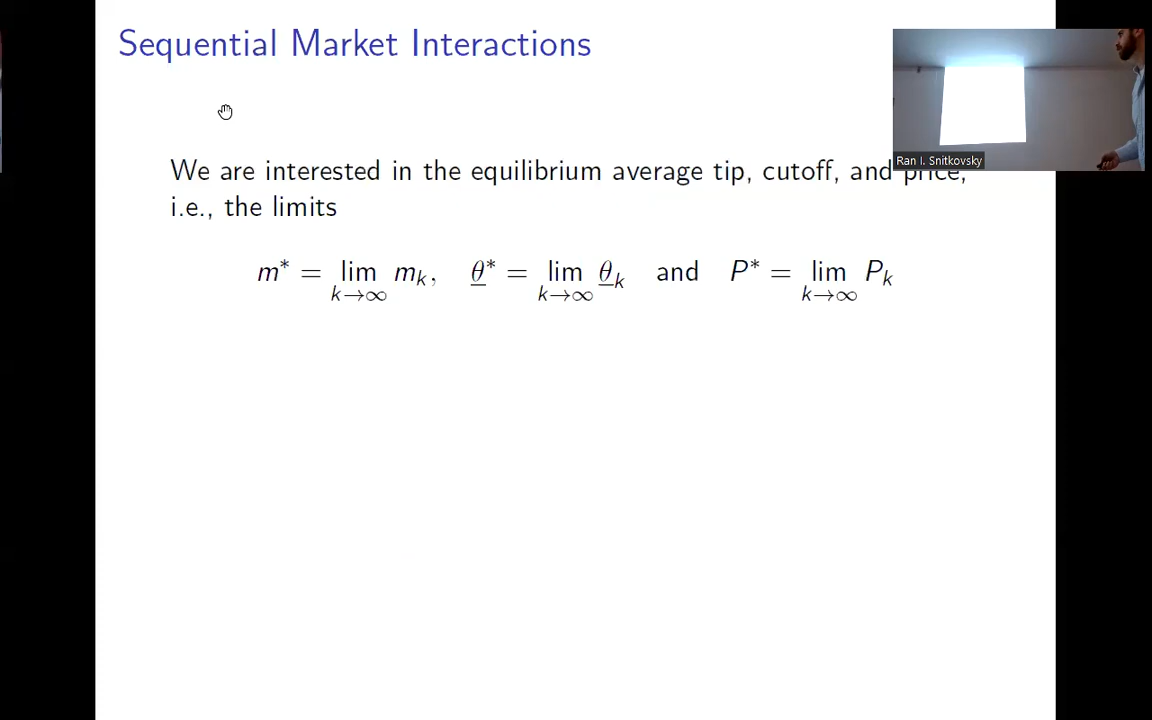 Sequential Market Interactions
Ran I. Snitkovsky
We are interested in the equilibrium average tip, cutoff, and price,
i.e., the limits
m* = lim k→∞ m_k, θ̲* = lim k→∞ θ̲_k and P* = lim k→∞ P_k